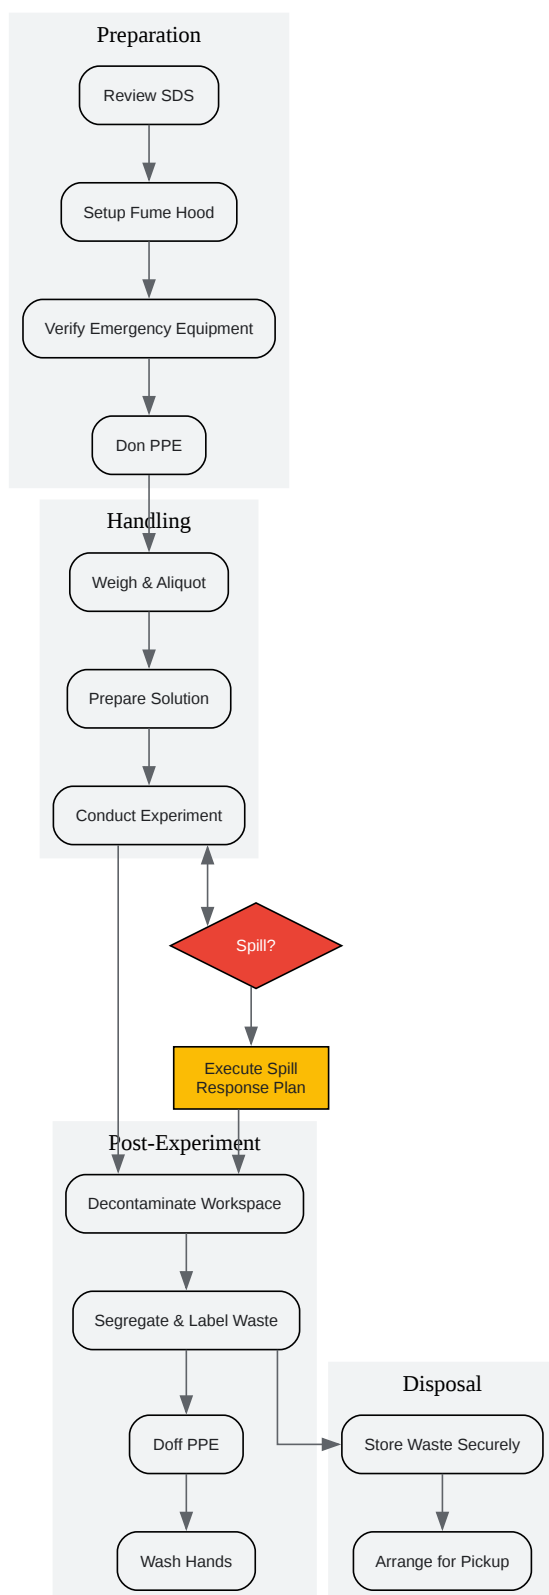 Preparation
Review SDS
Setup Fume Hood
Verify Emergency Equipment
Don PPE
Handling
Weigh & Aliquot
Prepare Solution
Conduct Experiment
Spill?
Execute Spill
Response Plan
Post-Experiment
Decontaminate Workspace
Segregate & Label Waste
Disposal
Doff PPE
Store Waste Securely
Wash Hands
Arrange for Pickup